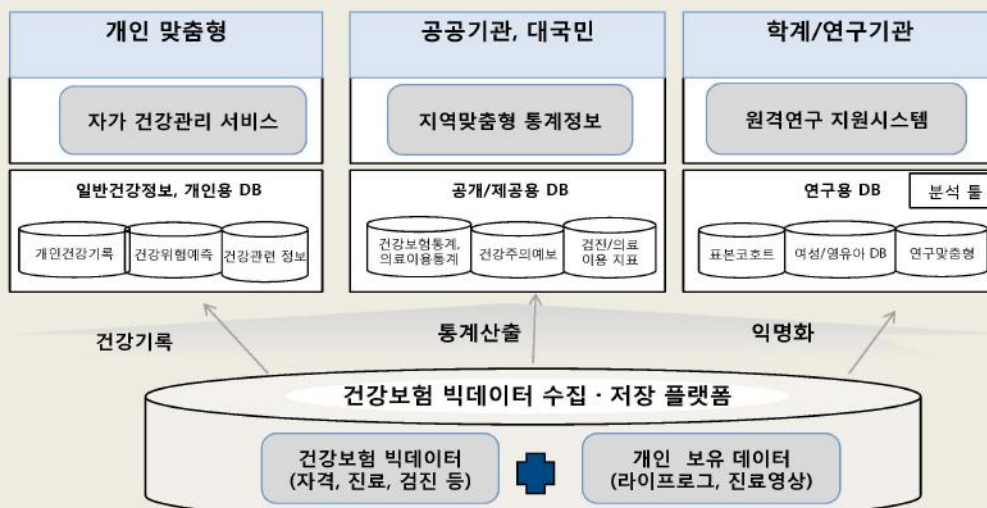 개인 맞춤형
자가 건강관리 서비스
일반건강정보, 개인용 DB
개인건강기록
건강위험예측
건강관련 정보
공공기관, 대국민
지역맞춤형 통계정보
공개/제공용 DB
건강보험통계,
의료이용통계
건강주의예보
검진/의료
이용 지표
학계/연구기관
원격연구 지원시스템
연구용 DB
분석 툴
표본코호트
여성/영유아 DB
연구맞춤형
건강기록
통계산출
익명화
건강보험 빅데이터 수집 · 저장 플랫폼
건강보험 빅데이터
(자격, 진료, 검진 등)
개인 보유 데이터
(라이프로그, 진료영상)